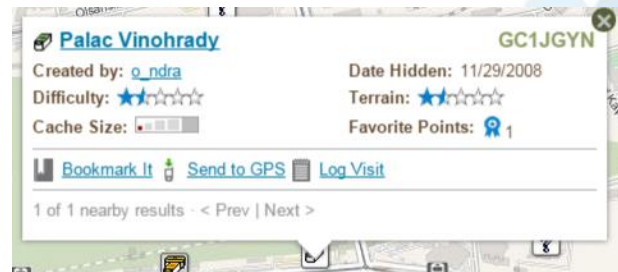 Palac Vinohrady GC1JGYN
Created by: o_ndra Date Hidden: 11/29/2008
Difficulty: Terrain:
Cache Size: Favorite Points: 1
Bookmark It Send to GPS Log Visit
1 of 1 nearby results · < Prev | Next >